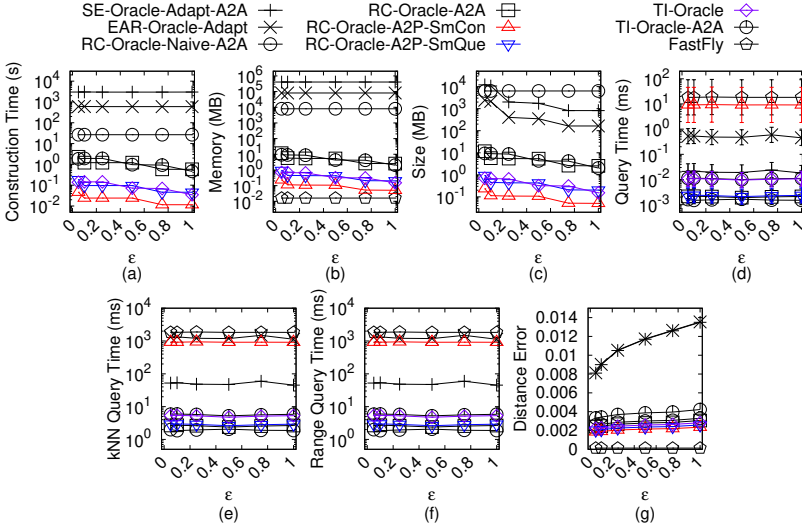 SE-Oracle-Adapt-A2A RC-Oracle-A2A TI-Oracle
EAR-Oracle-Adapt RC-Oracle-A2P-SmCon TI-Oracle-A2A
RC-Oracle-Naive-A2A RC-Oracle-A2P-SmQue FastFly
Construction Time (s)
10^4
10^3
10^2
10^1
10^0
10^-1
10^-2
0 0.2 0.4 0.6 0.8 1
ε
(a)
Memory (MB)
10^6
10^5
10^4
10^3
10^2
10^1
10^0
10^-1
10^-2
0 0.2 0.4 0.6 0.8 1
ε
(b)
Size (MB)
10^4
10^3
10^2
10^1
10^0
10^-1
0 0.2 0.4 0.6 0.8 1
ε
(c)
Query Time (ms)
10^2
10^1
10^0
10^-1
10^-2
10^-3
0 0.2 0.4 0.6 0.8 1
ε
(d)
kNN Query Time (ms)
10^4
10^3
10^2
10^1
10^0
0 0.2 0.4 0.6 0.8 1
ε
(e)
Range Query Time (ms)
10^4
10^3
10^2
10^1
10^0
0 0.2 0.4 0.6 0.8 1
ε
(f)
Distance Error
0.014
0.012
0.01
0.008
0.006
0.004
0.002
0
0 0.2 0.4 0.6 0.8 1
ε
(g)